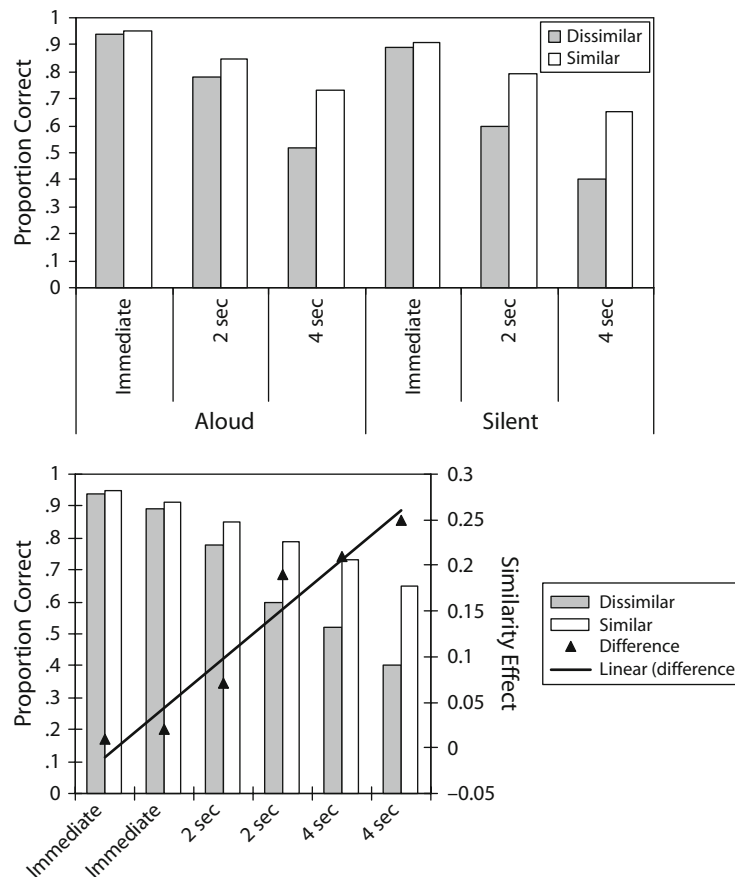 1
.9
.8
.7
.6
.5
.4
.3
.2
.1
0
Proportion Correct
Dissimilar
Similar
Immediate
2 sec
4 sec
Immediate
2 sec
4 sec
Aloud
Silent
1
.9
.8
.7
.6
.5
.4
.3
.2
.1
0
Proportion Correct
0.3
0.25
0.2
0.15
0.1
0.05
0
−0.05
Similarity Effect
Immediate
Immediate
2 sec
2 sec
4 sec
4 sec
Dissimilar
Similar
Difference
Linear (difference